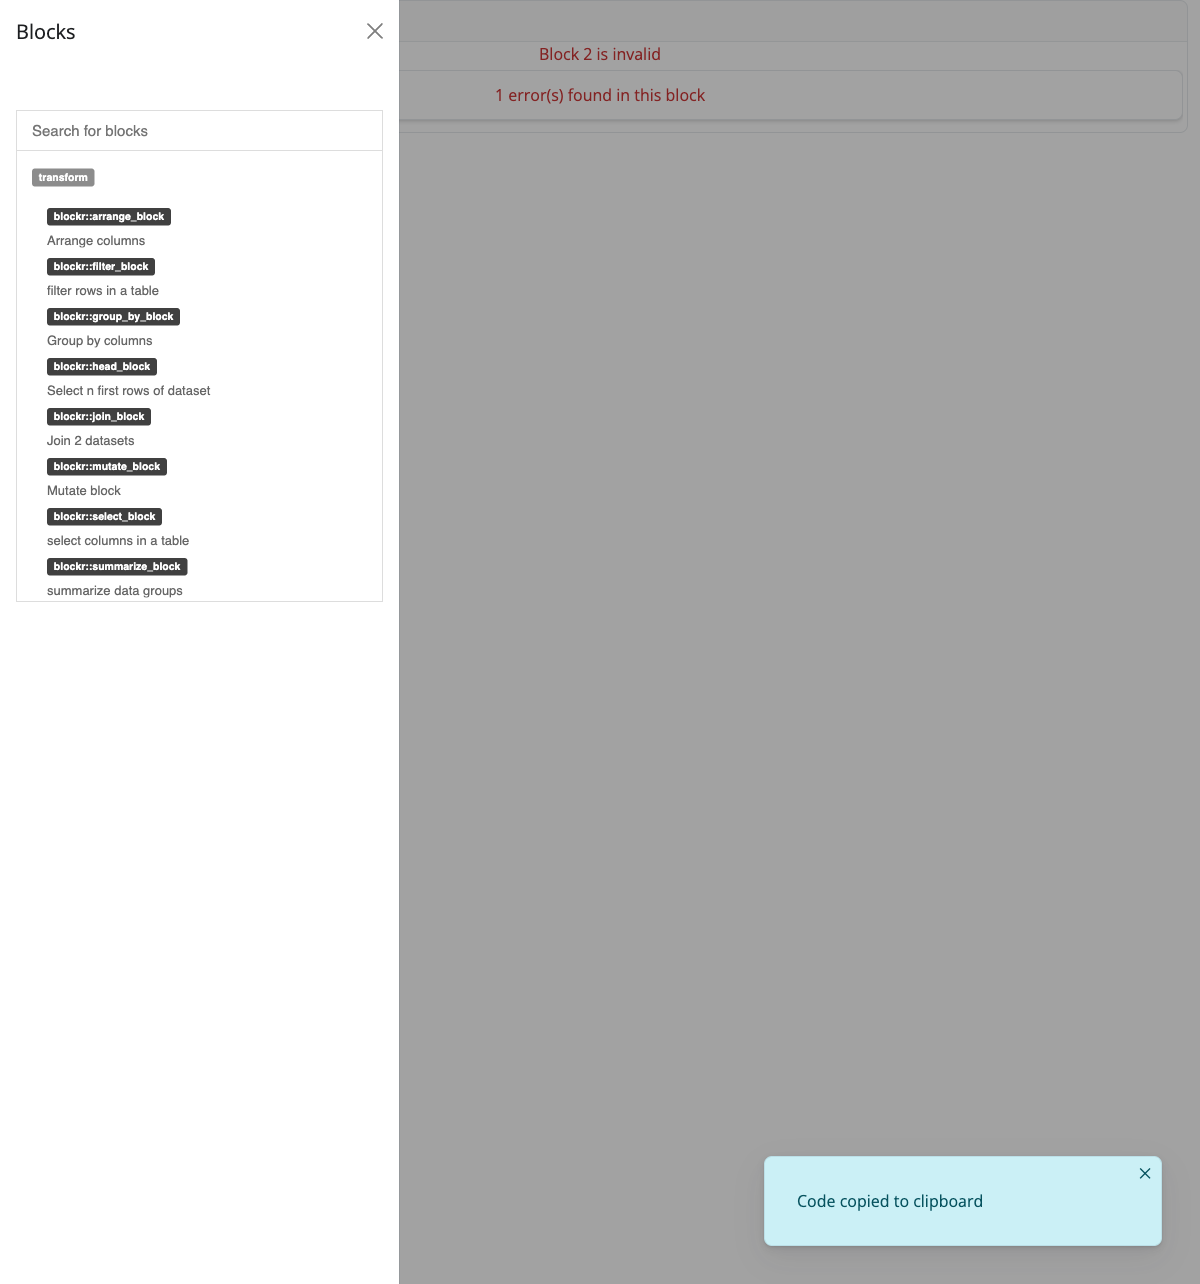 Blocks
Search for blocks
transform
blockr::arrange_block
Arrange columns
blockr::filter_block
filter rows in a table
blockr::group_by_block
Group by columns
blockr::head_block
Select n first rows of dataset
blockr::join_block
Join 2 datasets
blockr::mutate_block
Mutate block
blockr::select_block
select columns in a table
blockr::summarize_block
summarize data groups
Block 2 is invalid
1 error(s) found in this block
Code copied to clipboard